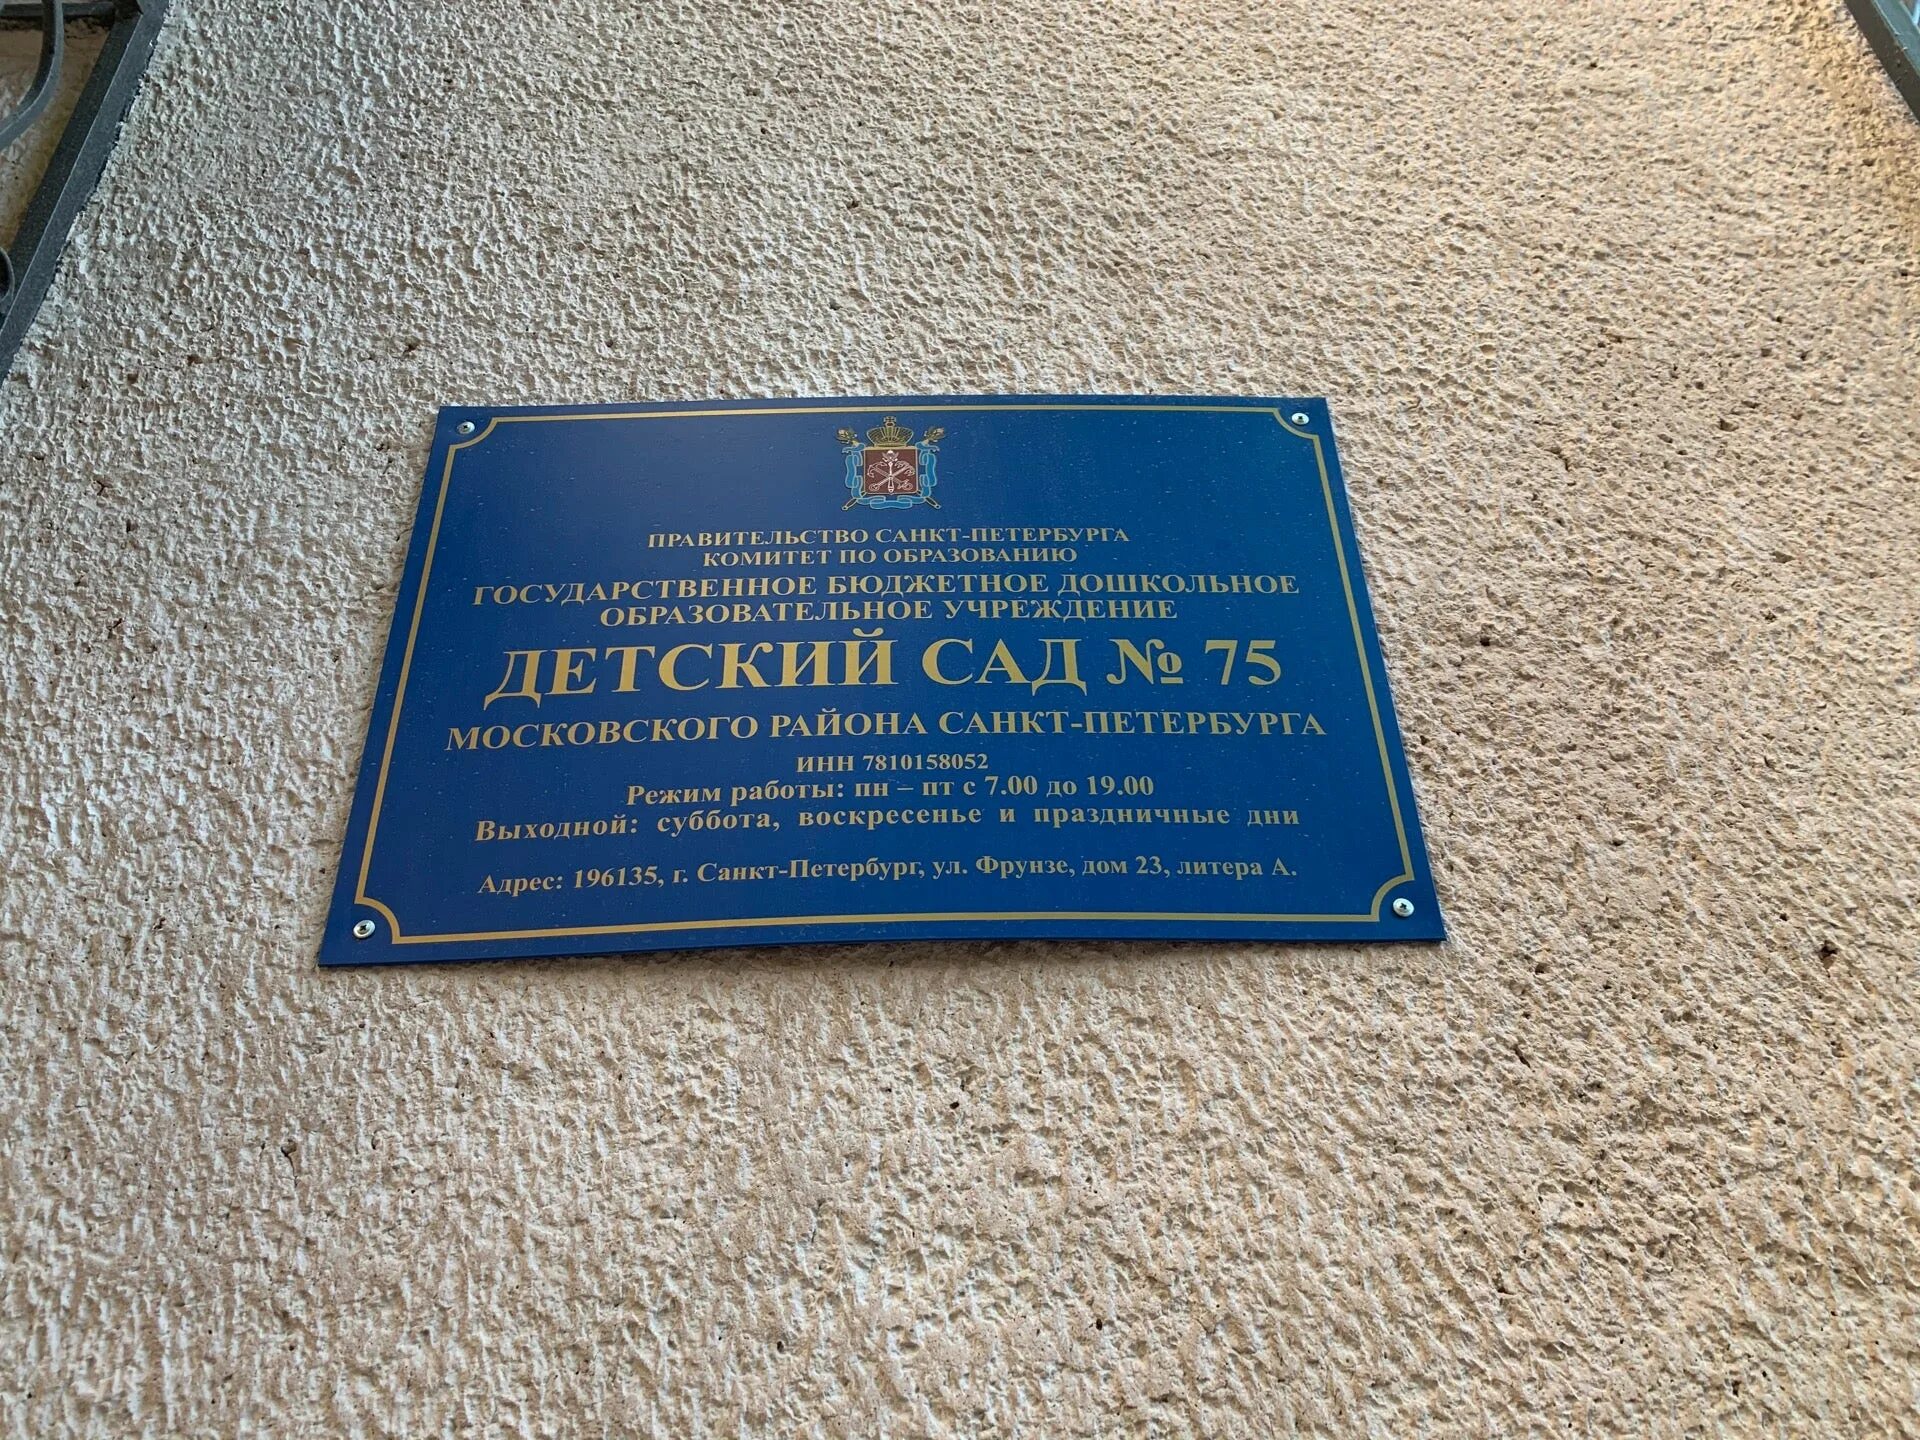 ПРАВИТЕЛЬСТВО САНКТ-ПЕТЕРБУРГА
КОМИТЕТ ПО ОБРАЗОВАНИЮ
ГОСУДАРСТВЕННОЕ БЮДЖЕТНОЕ ДОШКОЛЬНОЕ
ОБРАЗОВАТЕЛЬНОЕ УЧРЕЖДЕНИЕ
ДЕТСКИЙ САД № 75
МОСКОВСКОГО РАЙОНА САНКТ-ПЕТЕРБУРГА
ИНН 7810158052
Режим работы: пн – пт с 7.00 до 19.00
Выходной: суббота, воскресенье и праздничные дни
Адрес: 196135, г. Санкт-Петербург, ул. Фрунзе, дом 23, литера А.